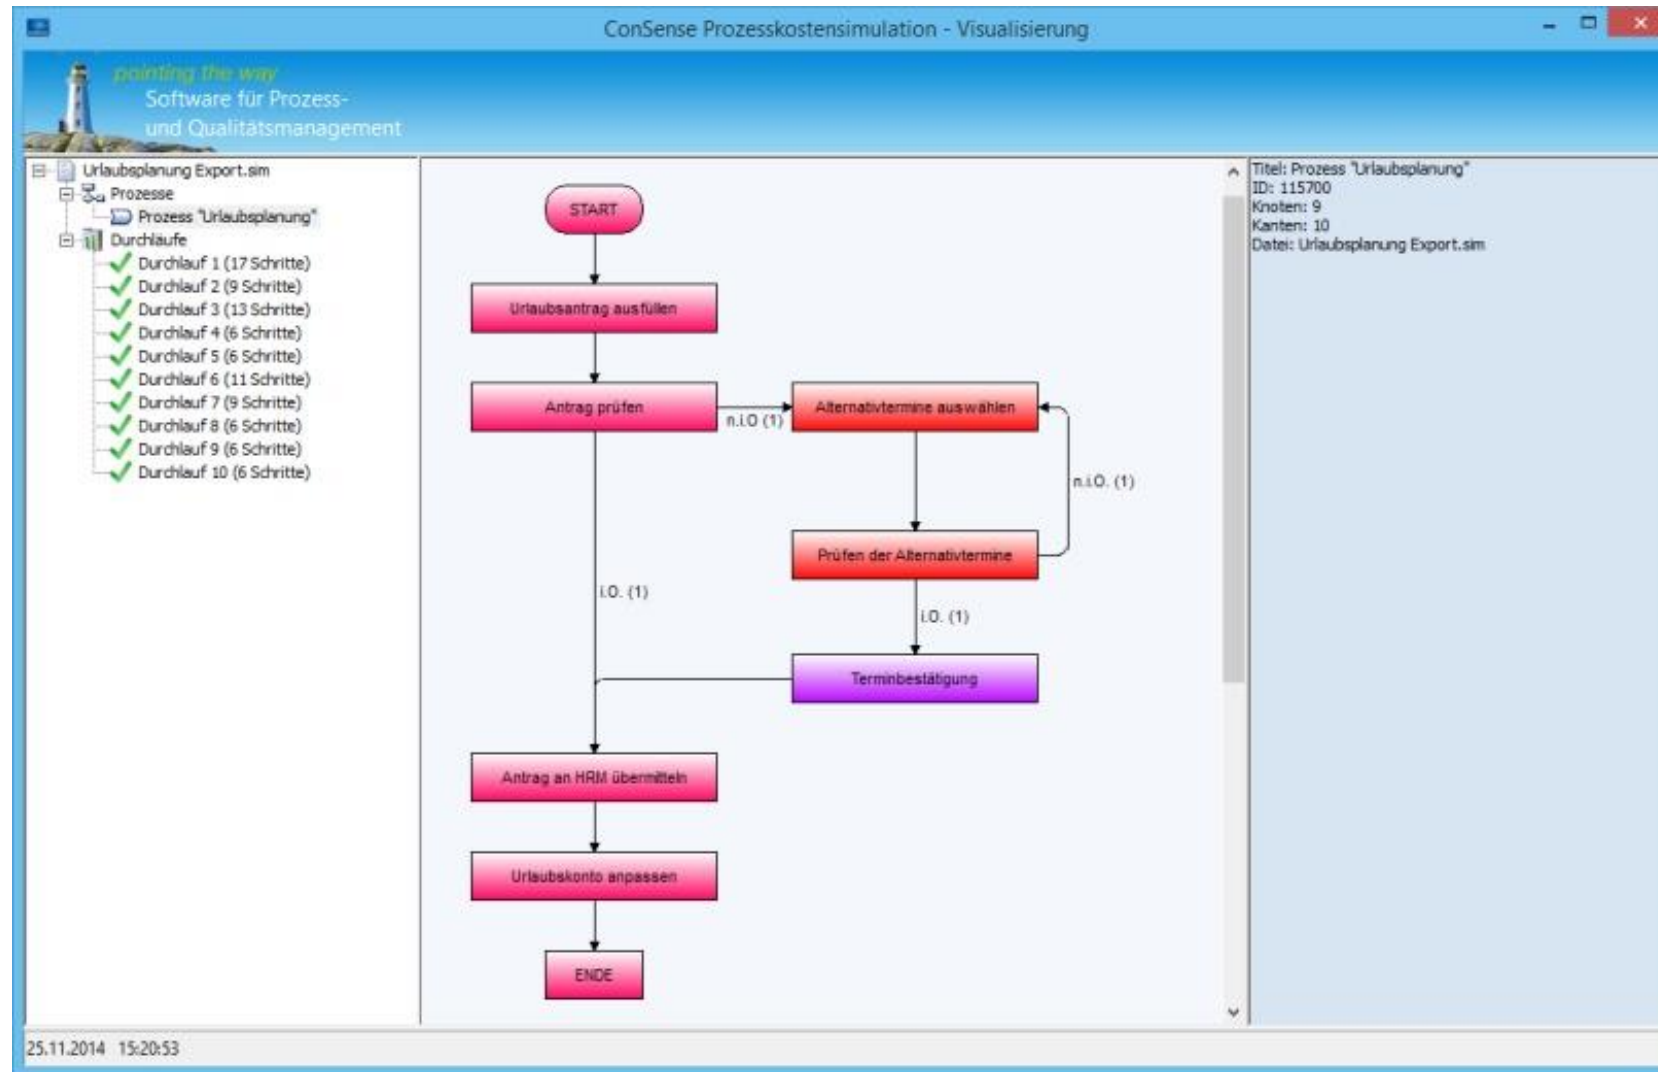 ConSense Prozesskostensimulation - Visualisierung
pointing the way
Software für Prozess-
und Qualitätsmanagement
Urlaubsplanung Export.sim
Prozesse
Prozess "Urlaubsplanung"
Durchläufe
Durchlauf 1 (17 Schritte)
Durchlauf 2 (9 Schritte)
Durchlauf 3 (13 Schritte)
Durchlauf 4 (6 Schritte)
Durchlauf 5 (6 Schritte)
Durchlauf 6 (11 Schritte)
Durchlauf 7 (9 Schritte)
Durchlauf 8 (6 Schritte)
Durchlauf 9 (6 Schritte)
Durchlauf 10 (6 Schritte)
START
Urlaubsantrag ausfüllen
Antrag prüfen
n.i.O (1)
Alternativtermine auswählen
n.i.O. (1)
Prüfen der Alternativtermine
i.O. (1)
i.O. (1)
Terminbestätigung
Antrag an HRM übermitteln
Urlaubskonto anpassen
ENDE
Titel: Prozess "Urlaubsplanung"
ID: 115700
Knoten: 9
Kanten: 10
Datei: Urlaubsplanung Export.sim
25.11.2014 15:20:53